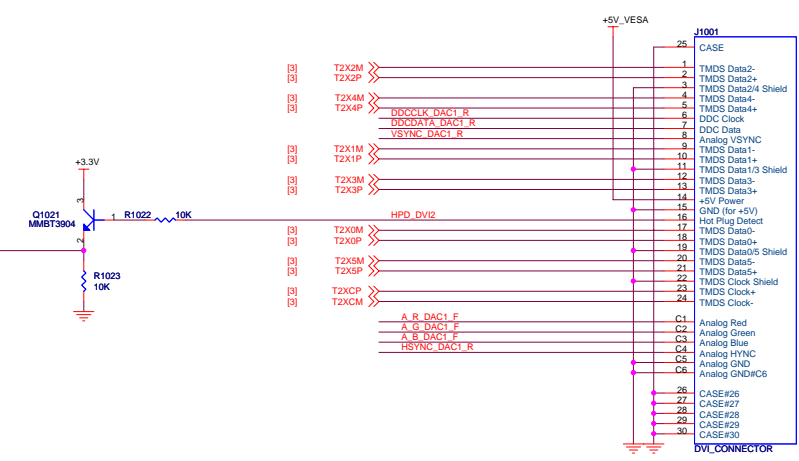 +5V_VESA
J1001
25 CASE
[3] T2X2M 1 TMDS Data2-
[3] T2X2P 2 TMDS Data2+
3 TMDS Data2/4 Shield
[3] T2X4M 4 TMDS Data4-
[3] T2X4P 5 TMDS Data4+
DDCCLK_DAC1_R 6 DDC Clock
DDCDATA_DAC1_R 7 DDC Data
VSYNC_DAC1_R 8 Analog VSYNC
[3] T2X1M 9 TMDS Data1-
[3] T2X1P 10 TMDS Data1+
11 TMDS Data1/3 Shield
[3] T2X3M 12 TMDS Data3-
[3] T2X3P 13 TMDS Data3+
14 +5V Power
15 GND (for +5V)
HPD_DVI2 16 Hot Plug Detect
[3] T2X0M 17 TMDS Data0-
[3] T2X0P 18 TMDS Data0+
19 TMDS Data0/5 Shield
[3] T2X5M 20 TMDS Data5-
[3] T2X5P 21 TMDS Data5+
22 TMDS Clock Shield
[3] T2XCP 23 TMDS Clock+
[3] T2XCM 24 TMDS Clock-
A_R_DAC1_F C1 Analog Red
A_G_DAC1_F C2 Analog Green
A_B_DAC1_F C3 Analog Blue
HSYNC_DAC1_R C4 Analog HYNC
C5 Analog GND
C6 Analog GND#C6
26 CASE#26
27 CASE#27
28 CASE#28
29 CASE#29
30 CASE#30
DVI_CONNECTOR
+3.3V
3
Q1021
MMBT3904
1 R1022 10K
2
R1023
10K